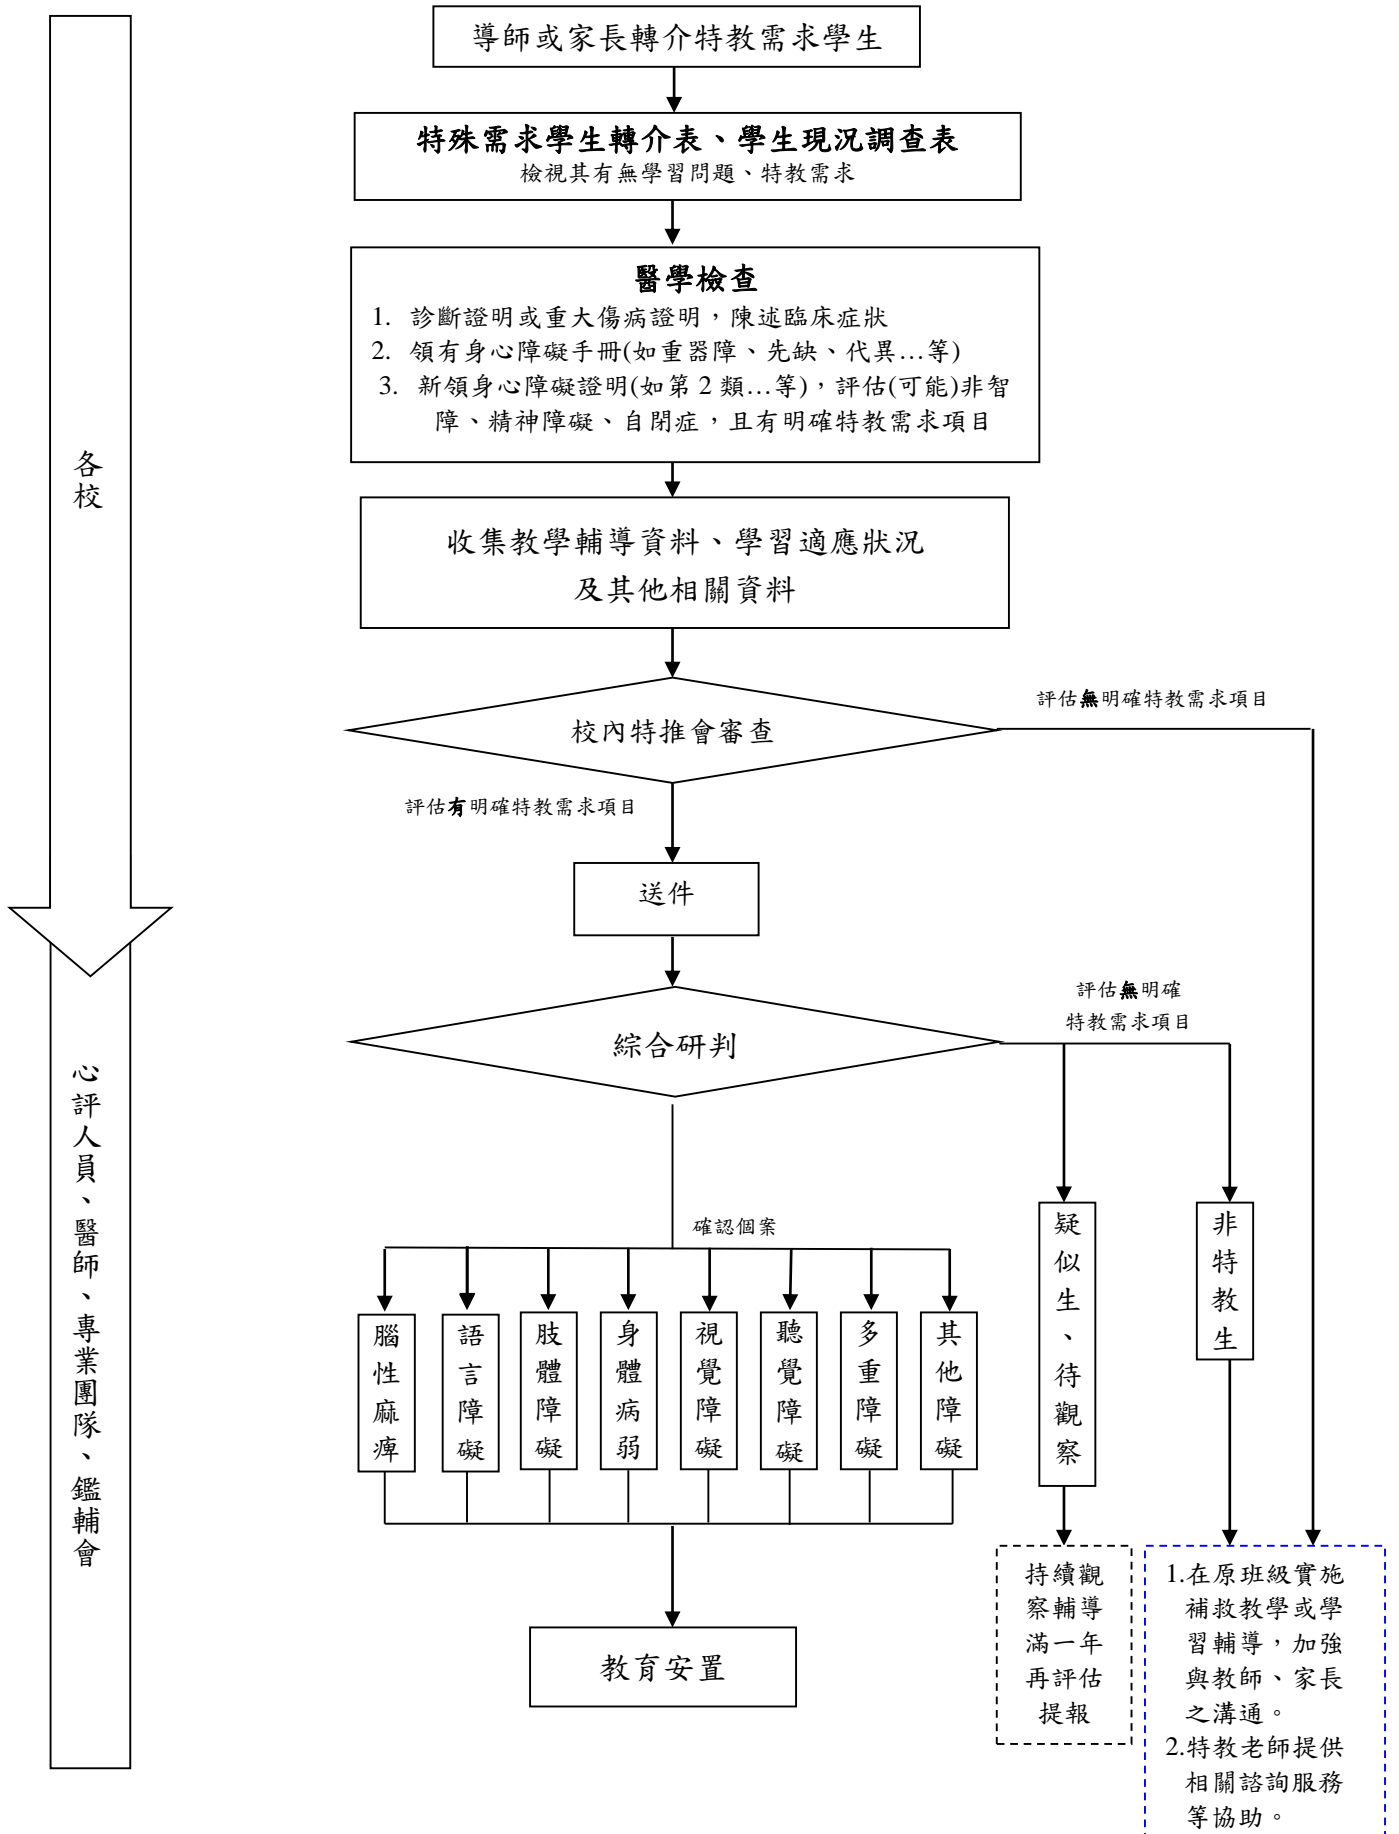 導師或家長轉介特教需求學生
特殊需求學生轉介表、學生現況調查表
檢視其有無學習問題、特教需求
醫學檢查
1. 診斷證明或重大傷病證明，陳述臨床症狀
2. 領有身心障礙手冊(如重器障、先缺、代異…等)
3. 新領身心障礙證明(如第 2 類…等)，評估(可能)非智
障、精神障礙、自閉症，且有明確特教需求項目
各校
收集教學輔導資料、學習適應狀況
及其他相關資料
校內特推會審查
評估無明確特教需求項目
評估有明確特教需求項目
送件
評估無明確
特教需求項目
綜合研判
心評人員、醫師、專業團隊、鑑輔會
確認個案
腦性麻痺
語言障礙
肢體障礙
身體病弱
視覺障礙
聽覺障礙
多重障礙
其他障礙
疑似生、待觀察
非特教生
教育安置
持續觀
察輔導
滿一年
再評估
提報
1.在原班級實施
補救教學或學
習輔導，加強
與教師、家長
之溝通。
2.特教老師提供
相關諮詢服務
等協助。